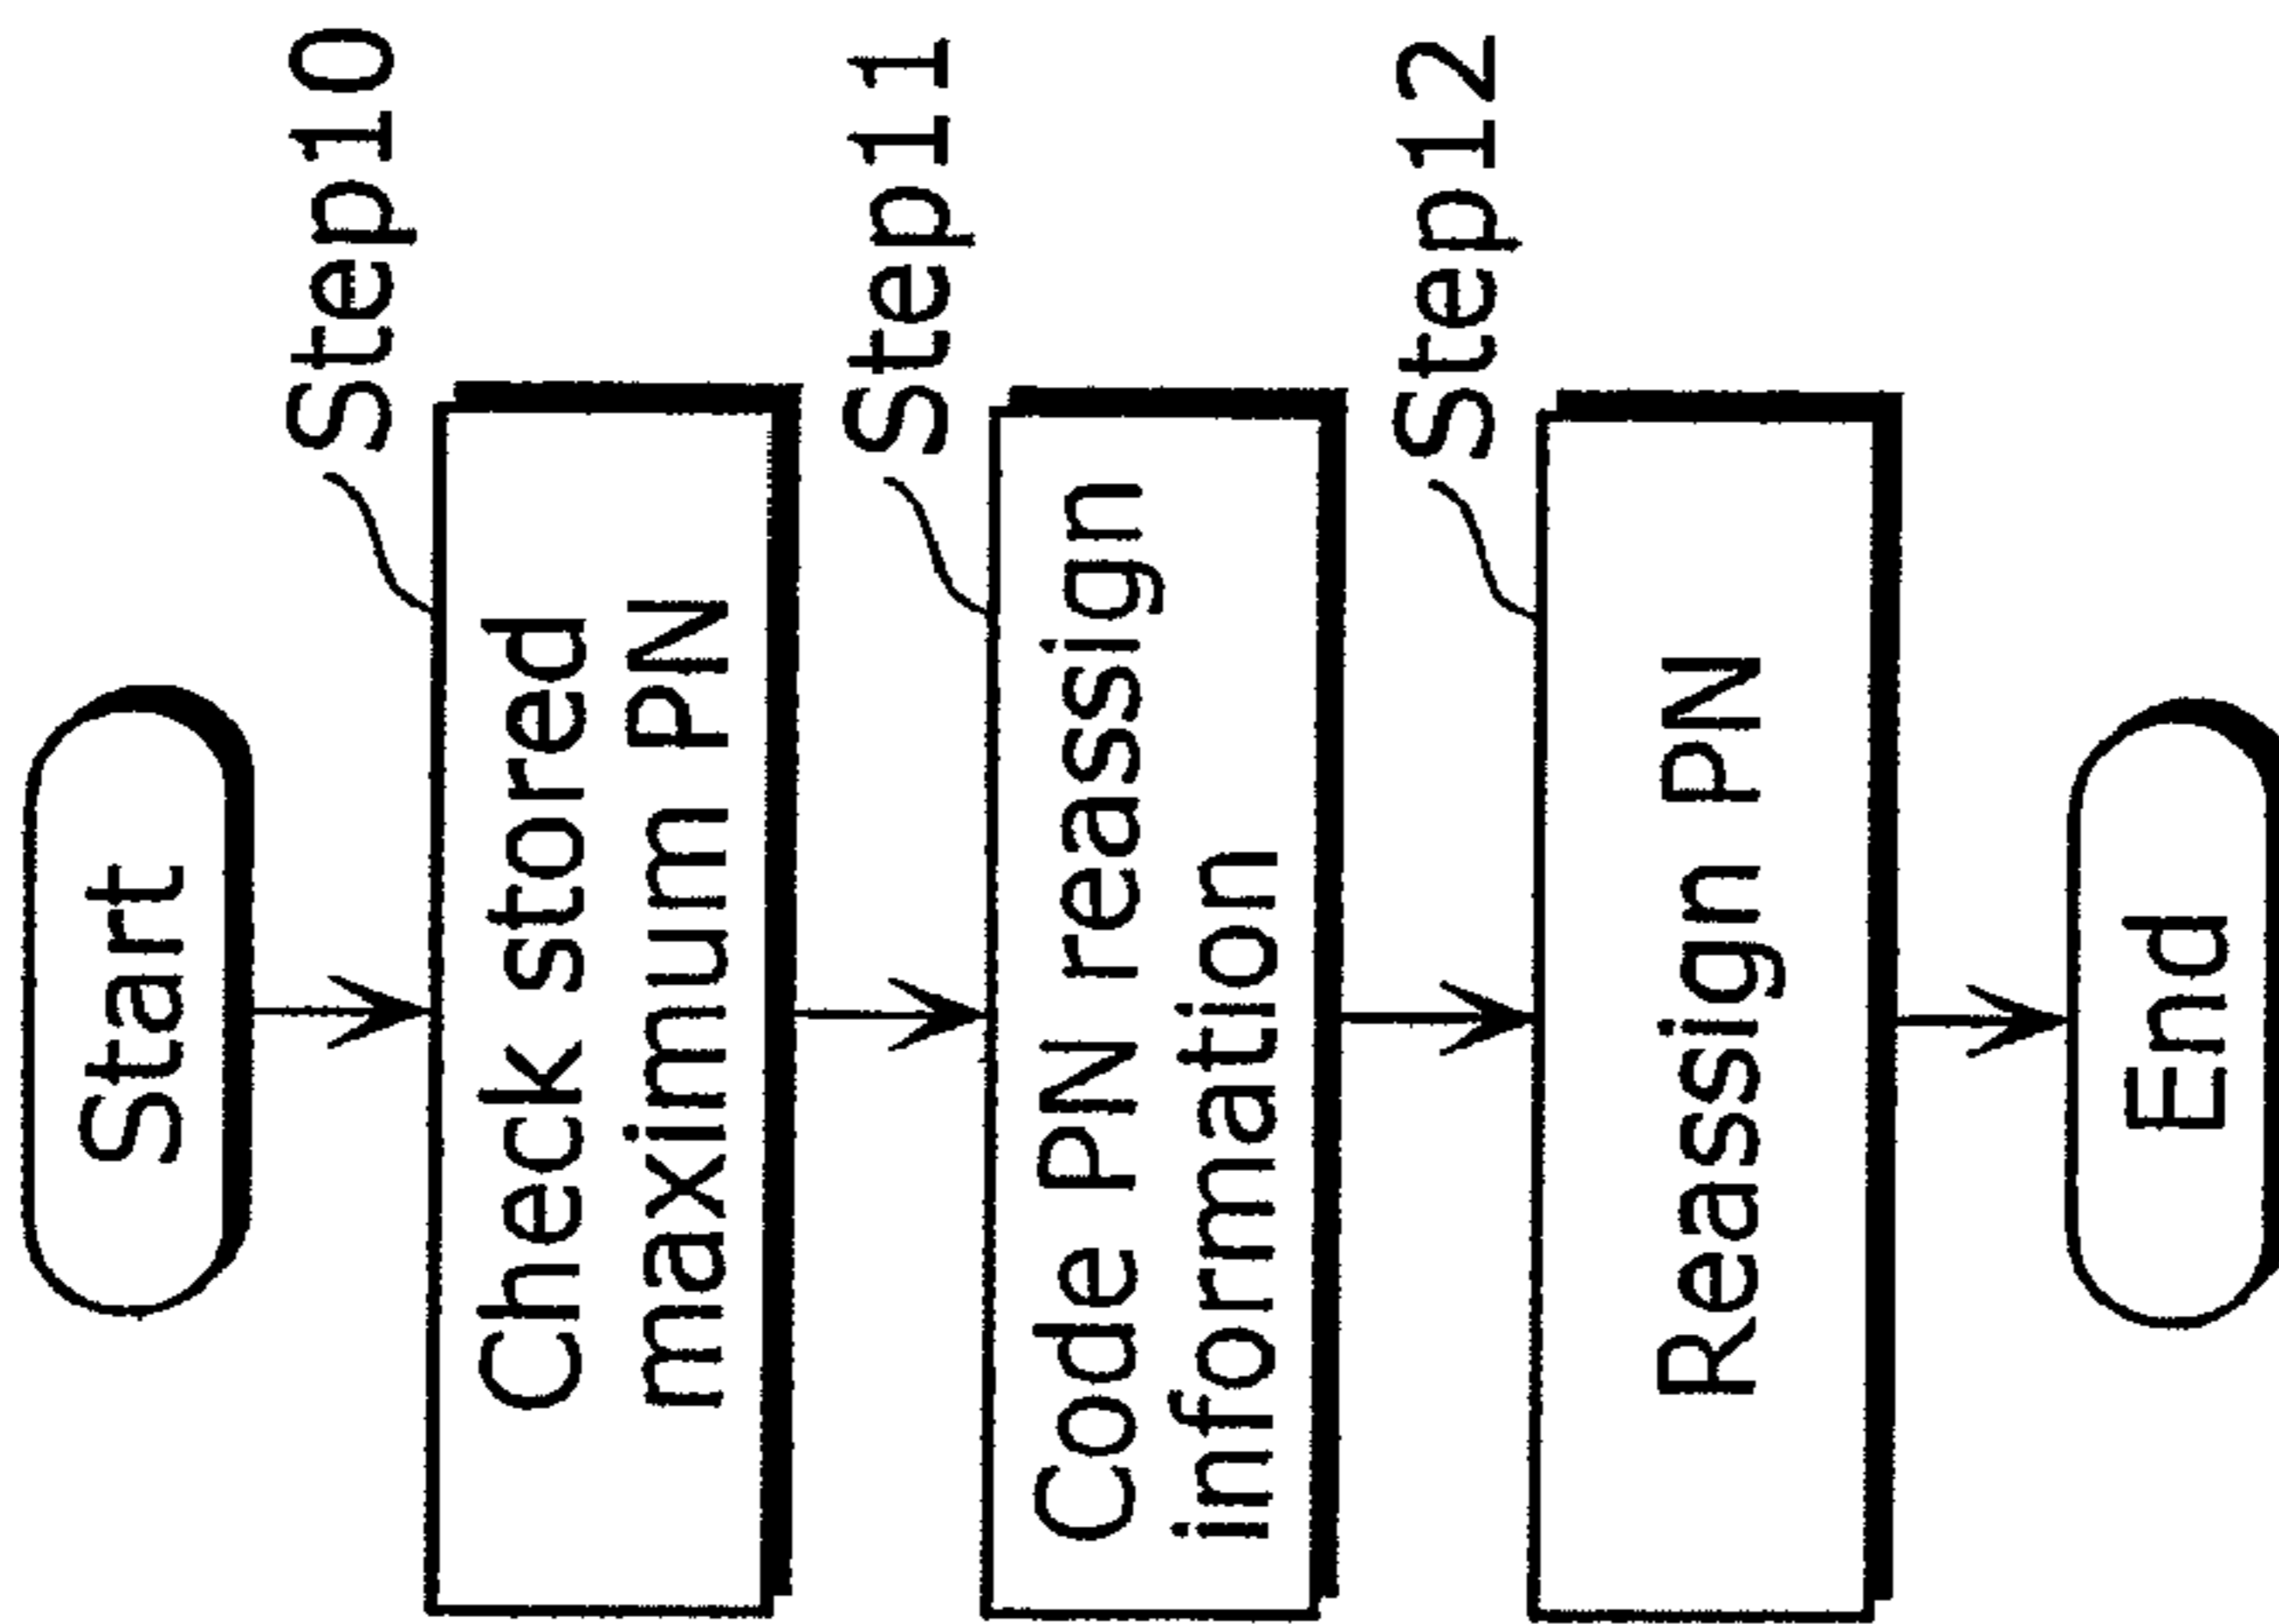 Start
Step10
Check stored
maximum PN
Step11
Code PN reassign
information
Step12
Reassign PN
End